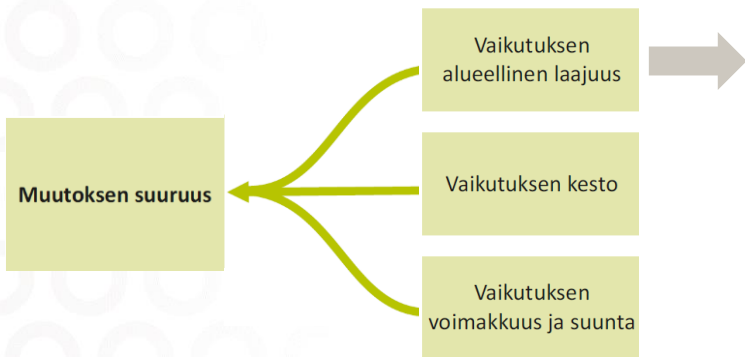 Vaikutuksen
alueellinen laajuus
Muutoksen suuruus
Vaikutuksen kesto
Vaikutuksen
voimakkuus ja suunta